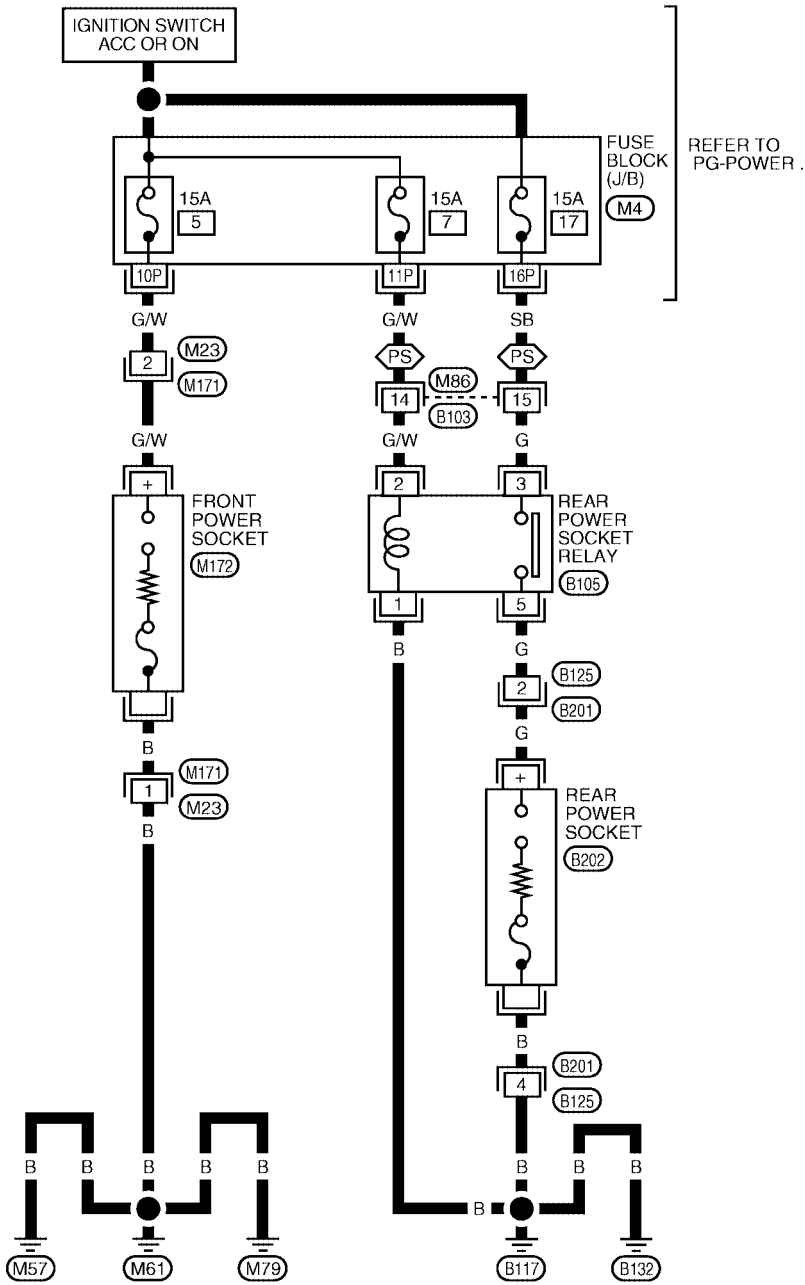 IGNITION SWITCH
ACC OR ON
FUSE
BLOCK
(J/B)
M4
REFER TO
PG-POWER .
15A
5
15A
7
15A
17
10P
11P
16P
G/W
G/W
SB
PS
PS
2
M23
M171
14
M86
B103
15
G/W
G/W
G
+
FRONT
POWER
SOCKET
M172
2
3
REAR
POWER
SOCKET
RELAY
B105
1
5
B
G
2
B125
B201
G
B
1
M171
M23
B
+
REAR
POWER
SOCKET
B202
B
4
B201
B125
B
B
B
B
B
B
B
B
B
B
M57
M61
M79
B117
B132